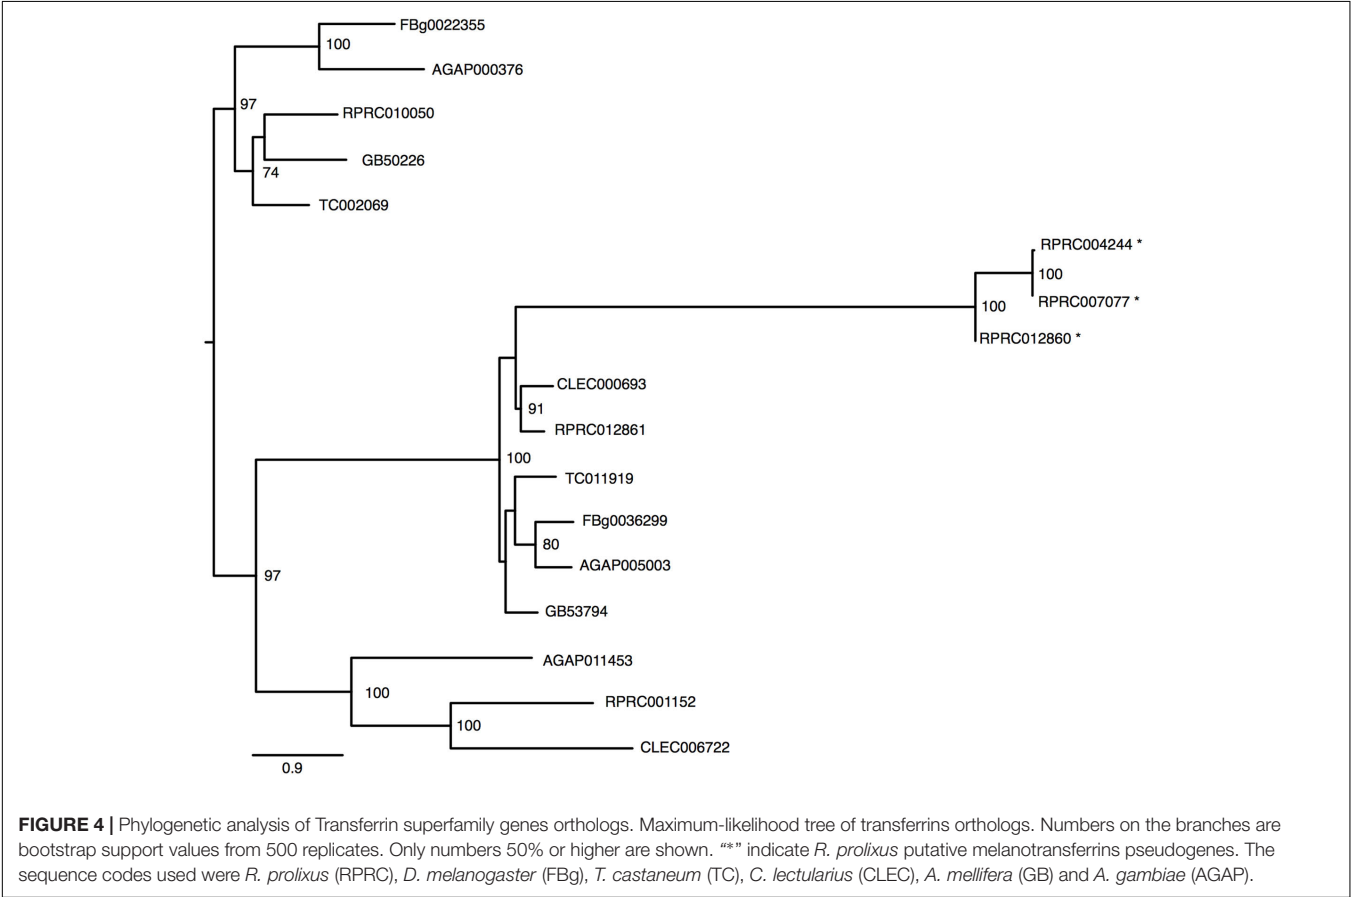 FBg0022355
100
AGAP000376
97
RPRC010050
GB50226
74
TC002069
RPRC004244 *
100
RPRC007077 *
100
RPRC012860 *
CLEC000693
91
RPRC012861
100
TC011919
FBg0036299
80
AGAP005003
97
GB53794
AGAP011453
100
RPRC001152
100
CLEC006722
0.9
FIGURE 4 | Phylogenetic analysis of Transferrin superfamily genes orthologs. Maximum-likelihood tree of transferrins orthologs. Numbers on the branches are
bootstrap support values from 500 replicates. Only numbers 50% or higher are shown. “*” indicate R. prolixus putative melanotransferrins pseudogenes. The
sequence codes used were R. prolixus (RPRC), D. melanogaster (FBg), T. castaneum (TC), C. lectularius (CLEC), A. mellifera (GB) and A. gambiae (AGAP).